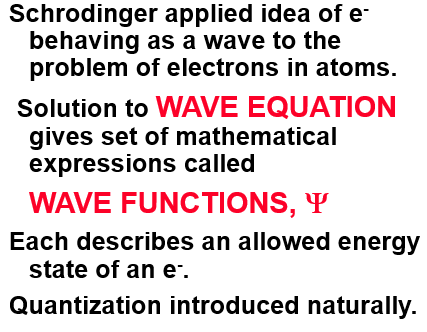 Schrodinger applied idea of e-
behaving as a wave to the
problem of electrons in atoms.
Solution to WAVE EQUATION
gives set of mathematical
expressions called
WAVE FUNCTIONS, Ψ
Each describes an allowed energy
state of an e-.
Quantization introduced naturally.